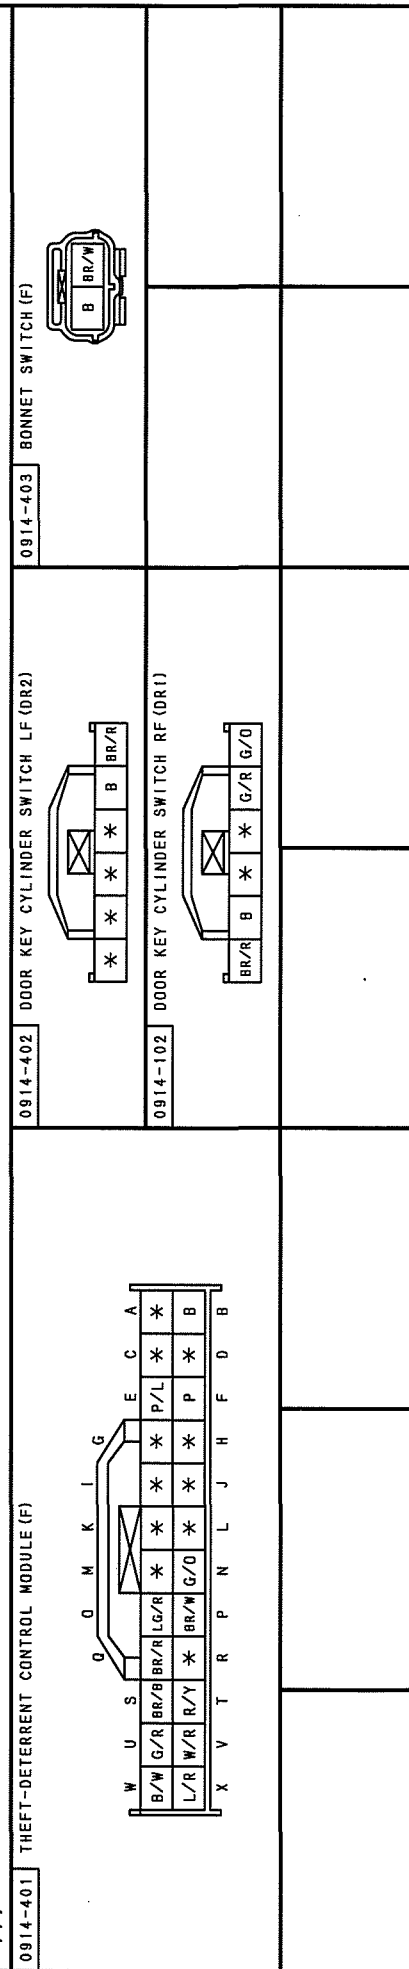 0914-401 THEFT-DETERRENT CONTROL MODULE(F)
W U S Q O M K I G E C A
B/W G/R BR/B BR/R LG/R * * * * P/L * *
L/R W/R R/Y * BR/W G/O * * * P * B
X V T R P N L J H F D B
0914-402 DOOR KEY CYLINDER SWITCH LF(DR2)
* * * * B BR/R
0914-102 DOOR KEY CYLINDER SWITCH RF(DR1)
BR/R B * * G/R G/O
0914-403 BONNET SWITCH(F)
B BR/W